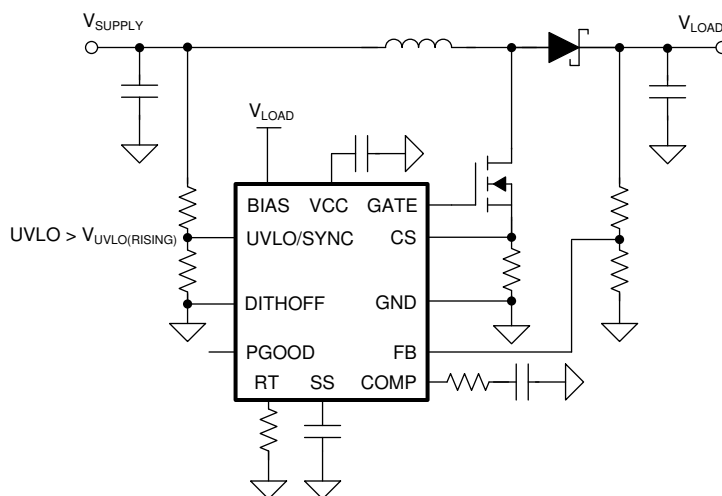 VSUPPLY
VLOAD
VLOAD
BIAS VCC GATE
UVLO > VUVLO(RISING)
UVLO/SYNC CS
DITHOFF GND
PGOOD FB
RT SS COMP